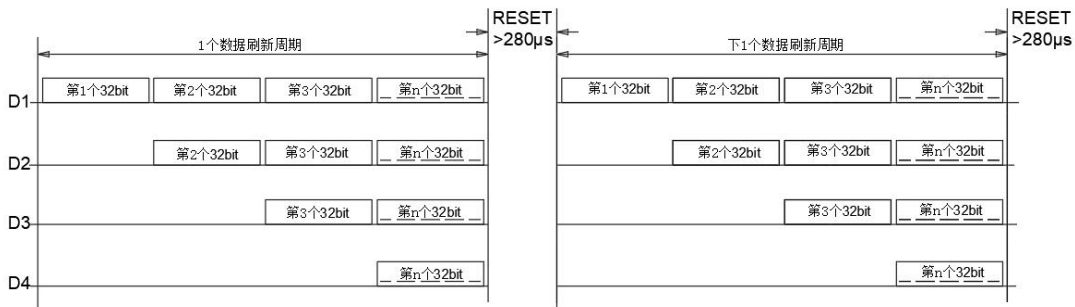 RESET
>280μs
RESET
>280μs
1个数据刷新周期
下1个数据刷新周期
D1
第1个32bit
第2个32bit
第3个32bit
第n个32bit
第1个32bit
第2个32bit
第3个32bit
第n个32bit
D2
第2个32bit
第3个32bit
第n个32bit
第2个32bit
第3个32bit
第n个32bit
D3
第3个32bit
第n个32bit
第3个32bit
第n个32bit
D4
第n个32bit
第n个32bit